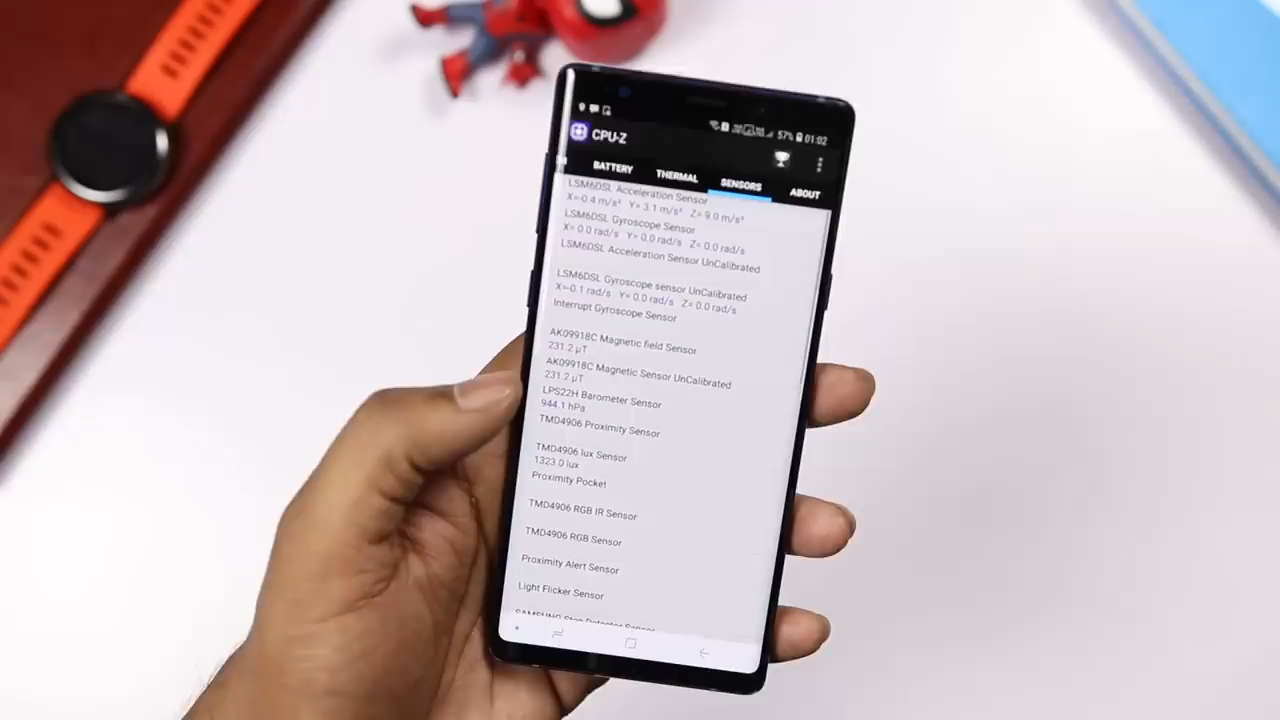 57% 01:02
CPU-Z
BATTERY THERMAL SENSORS ABOUT
LSM6DSL Acceleration Sensor
X=-0.4 m/s² Y= 3.1 m/s² Z= 9.0 m/s²
LSM6DSL Gyroscope Sensor
X= 0.0 rad/s Y= 0.0 rad/s Z= 0.0 rad/s
LSM6DSL Acceleration Sensor UnCalibrated
LSM6DSL Gyroscope sensor UnCalibrated
X=-0.1 rad/s Y= 0.0 rad/s Z= 0.0 rad/s
Interrupt Gyroscope Sensor
AK09918C Magnetic field Sensor
231.2 μT
AK09918C Magnetic Sensor UnCalibrated
231.2 μT
LPS22H Barometer Sensor
944.1 hPa
TMD4906 Proximity Sensor
TMD4906 lux Sensor
1323.0 lux
Proximity Pocket
TMD4906 RGB IR Sensor
TMD4906 RGB Sensor
Proximity Alert Sensor
Light Flicker Sensor
SAMSUNG Step Detector Sensor